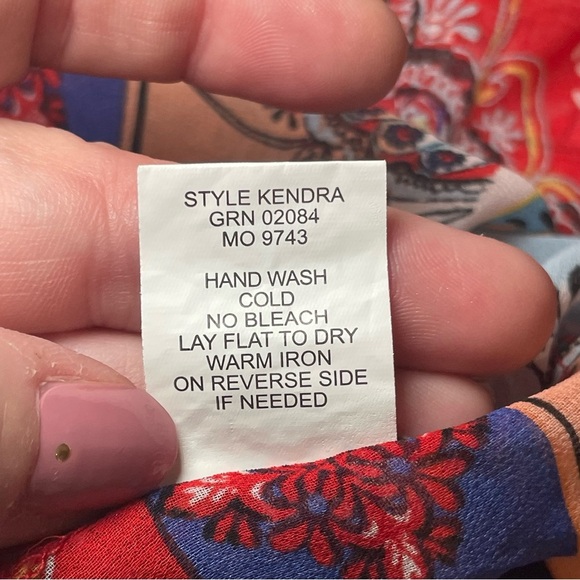 STYLE KENDRA
GRN 02084
MO 9743
HAND WASH
COLD
NO BLEACH
LAY FLAT TO DRY
WARM IRON
ON REVERSE SIDE
IF NEEDED